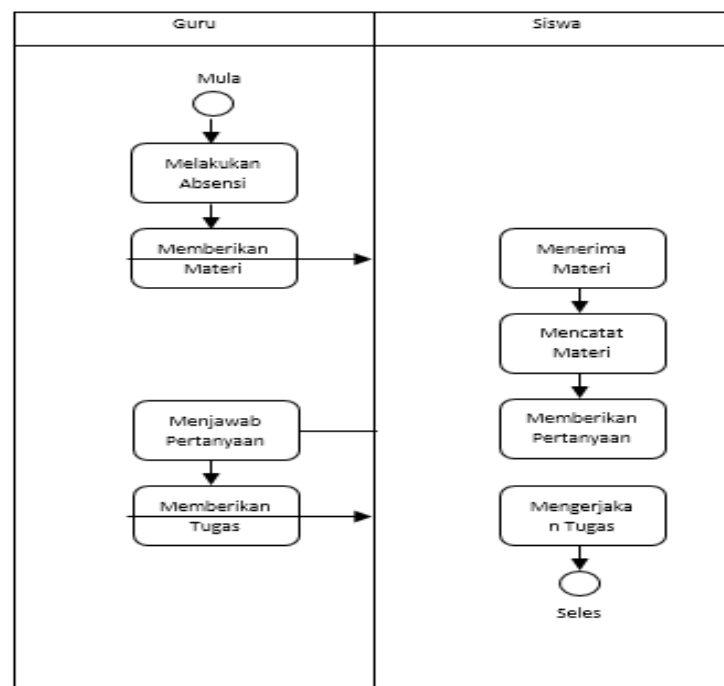 Guru
Siswa
Mula
Melakukan
Absensi
Memberikan
Materi
Menerima
Materi
Mencatat
Materi
Menjawab
Pertanyaan
Memberikan
Pertanyaan
Memberikan
Tugas
Mengerjaka
n Tugas
Seles